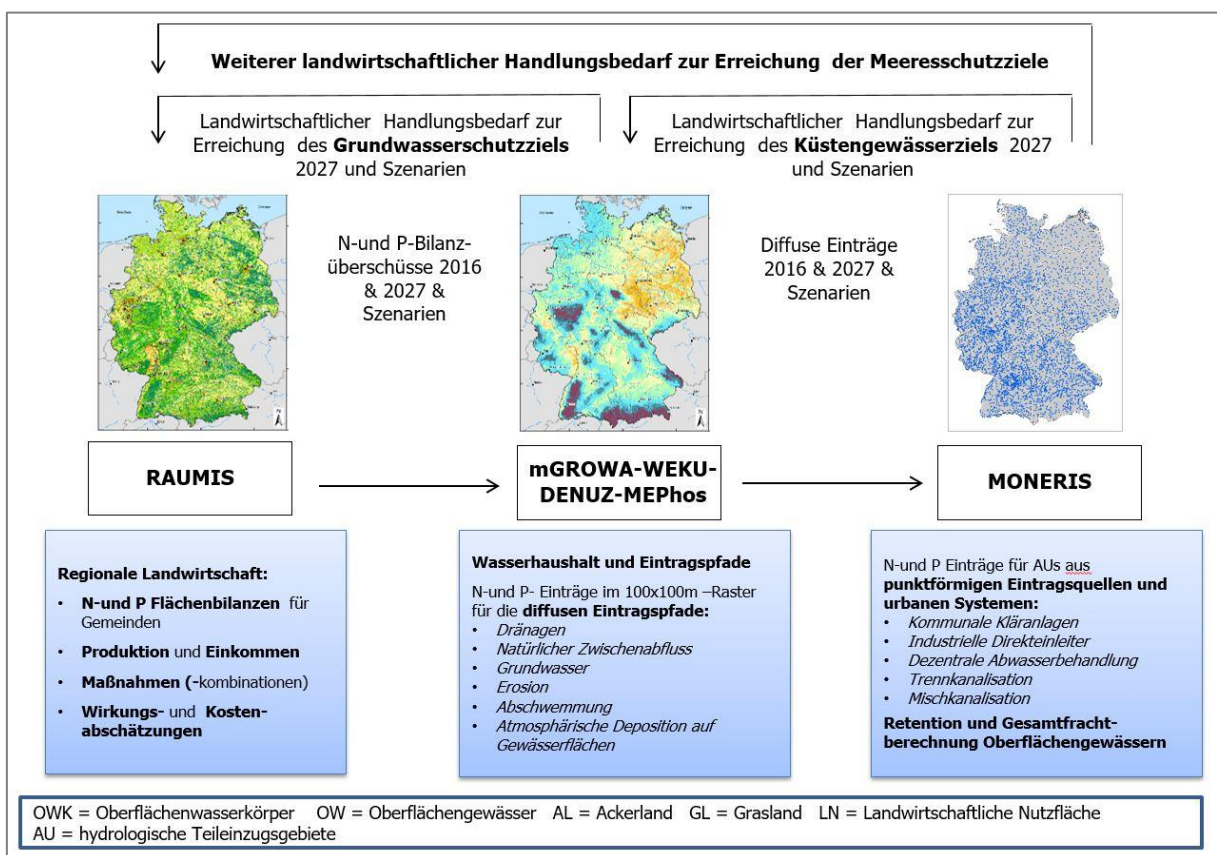 Weiterer landwirtschaftlicher Handlungsbedarf zur Erreichung der Meeresschutzziele
Landwirtschaftlicher Handlungsbedarf zur
Erreichung des Grundwasserschutzziels
2027 und Szenarien
Landwirtschaftlicher Handlungsbedarf zur
Erreichung des Küstengewässerziels 2027
und Szenarien
N-und P-Bilanz-
überschüsse 2016
& 2027 &
Szenarien
Diffuse Einträge
2016 & 2027 &
Szenarien
N
N
RAUMIS
mGROWA-WEKU-
DENUZ-MEPhos
MONERIS
Regionale Landwirtschaft:
• N-und P Flächenbilanzen für
Gemeinden
• Produktion und Einkommen
• Maßnahmen (-kombinationen)
• Wirkungs- und Kosten-
abschätzungen
Wasserhaushalt und Eintragspfade
N-und P- Einträge im 100x100m –Raster
für die diffusen Eintragspfade:
• Dränagen
• Natürlicher Zwischenabfluss
• Grundwasser
• Erosion
• Abschwemmung
• Atmosphärische Deposition auf
Gewässerflächen
N-und P Einträge für AUs aus
punktförmigen Eintragsquellen und
urbanen Systemen:
• Kommunale Kläranlagen
• Industrielle Direkteinleiter
• Dezentrale Abwasserbehandlung
• Trennkanalisation
• Mischkanalisation
Retention und Gesamtfracht-
berechnung Oberflächengewässern
OWK = Oberflächenwasserkörper OW = Oberflächengewässer AL = Ackerland GL = Grasland LN = Landwirtschaftliche Nutzfläche
AU = hydrologische Teileinzugsgebiete